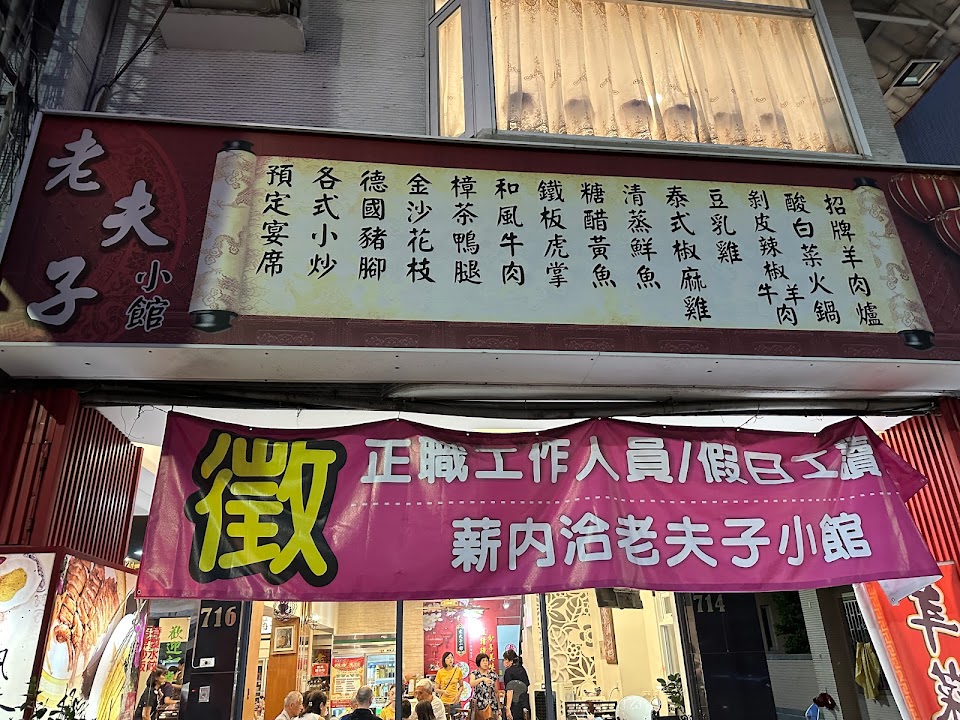 老夫子
小館
招牌羊肉爐
酸白菜火鍋
剝皮辣椒牛羊肉
豆乳雞
泰式椒麻雞
清蒸鮮魚
糖醋黃魚
鐵板虎掌
和風牛肉
樟茶鴨腿
金沙花枝
德國豬腳
各式小炒
預定宴席
徵
正職工作人員/假日工讀
薪內洽老夫子小館
716
714
歡迎
羊菜